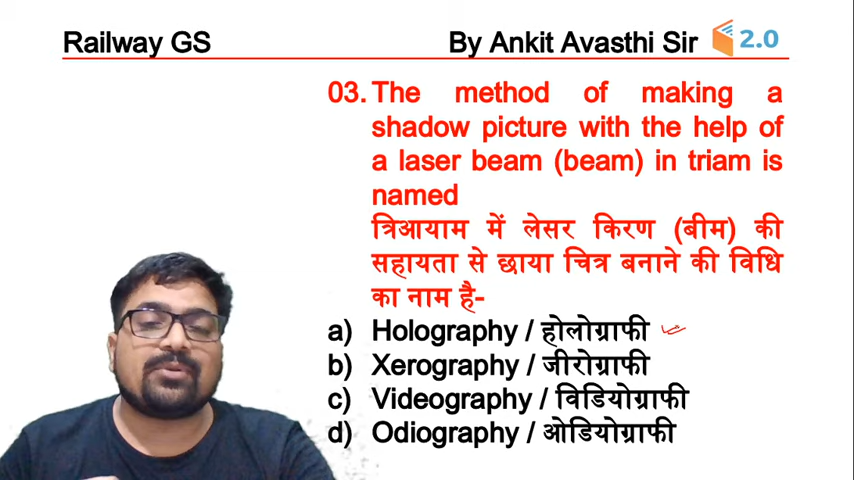 Railway GS
By Ankit Avasthi Sir 2.0
03. The method of making a
shadow picture with the help of
a laser beam (beam) in triam is
named
त्रिआयाम में लेसर किरण (बीम) की
सहायता से छाया चित्र बनाने की विधि
का नाम है-
a) Holography / होलोग्राफी
b) Xerography / जीरोग्राफी
c) Videography / विडियोग्राफी
d) Odiography / ओडियोग्राफी